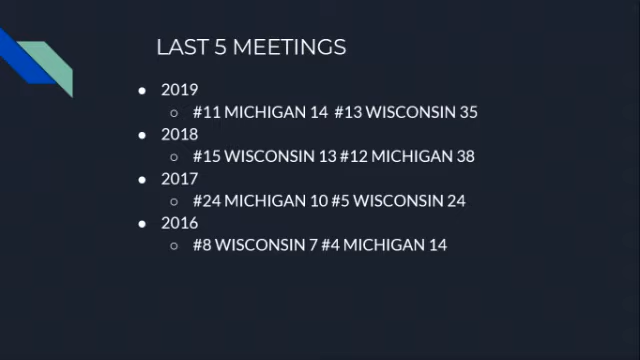 LAST 5 MEETINGS
● 2019
○ #11 MICHIGAN 14 #13 WISCONSIN 35
● 2018
○ #15 WISCONSIN 13 #12 MICHIGAN 38
● 2017
○ #24 MICHIGAN 10 #5 WISCONSIN 24
● 2016
○ #8 WISCONSIN 7 #4 MICHIGAN 14